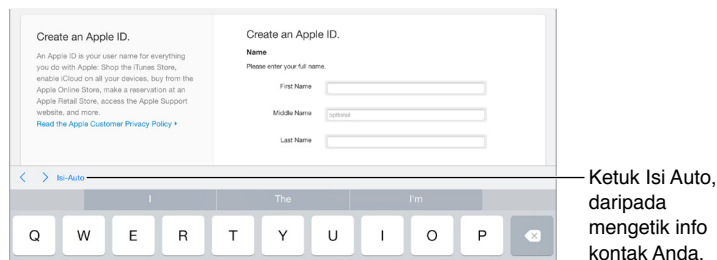 Create an Apple ID.
An Apple ID is your user name for everything
you do with Apple: Shop the iTunes Store,
enable iCloud on all your devices, buy from the
Apple Online Store, make a reservation at an
Apple Retail Store, access the Apple Support
website, and more.
Read the Apple Customer Privacy Policy
Create an Apple ID.
Name
Please enter your full name.
First Name
Middle Name
optional
Last Name
Isi-Auto
I
The
I'm
Q W E R T Y U I O P
Ketuk Isi Auto,
daripada
mengetik info
kontak Anda.